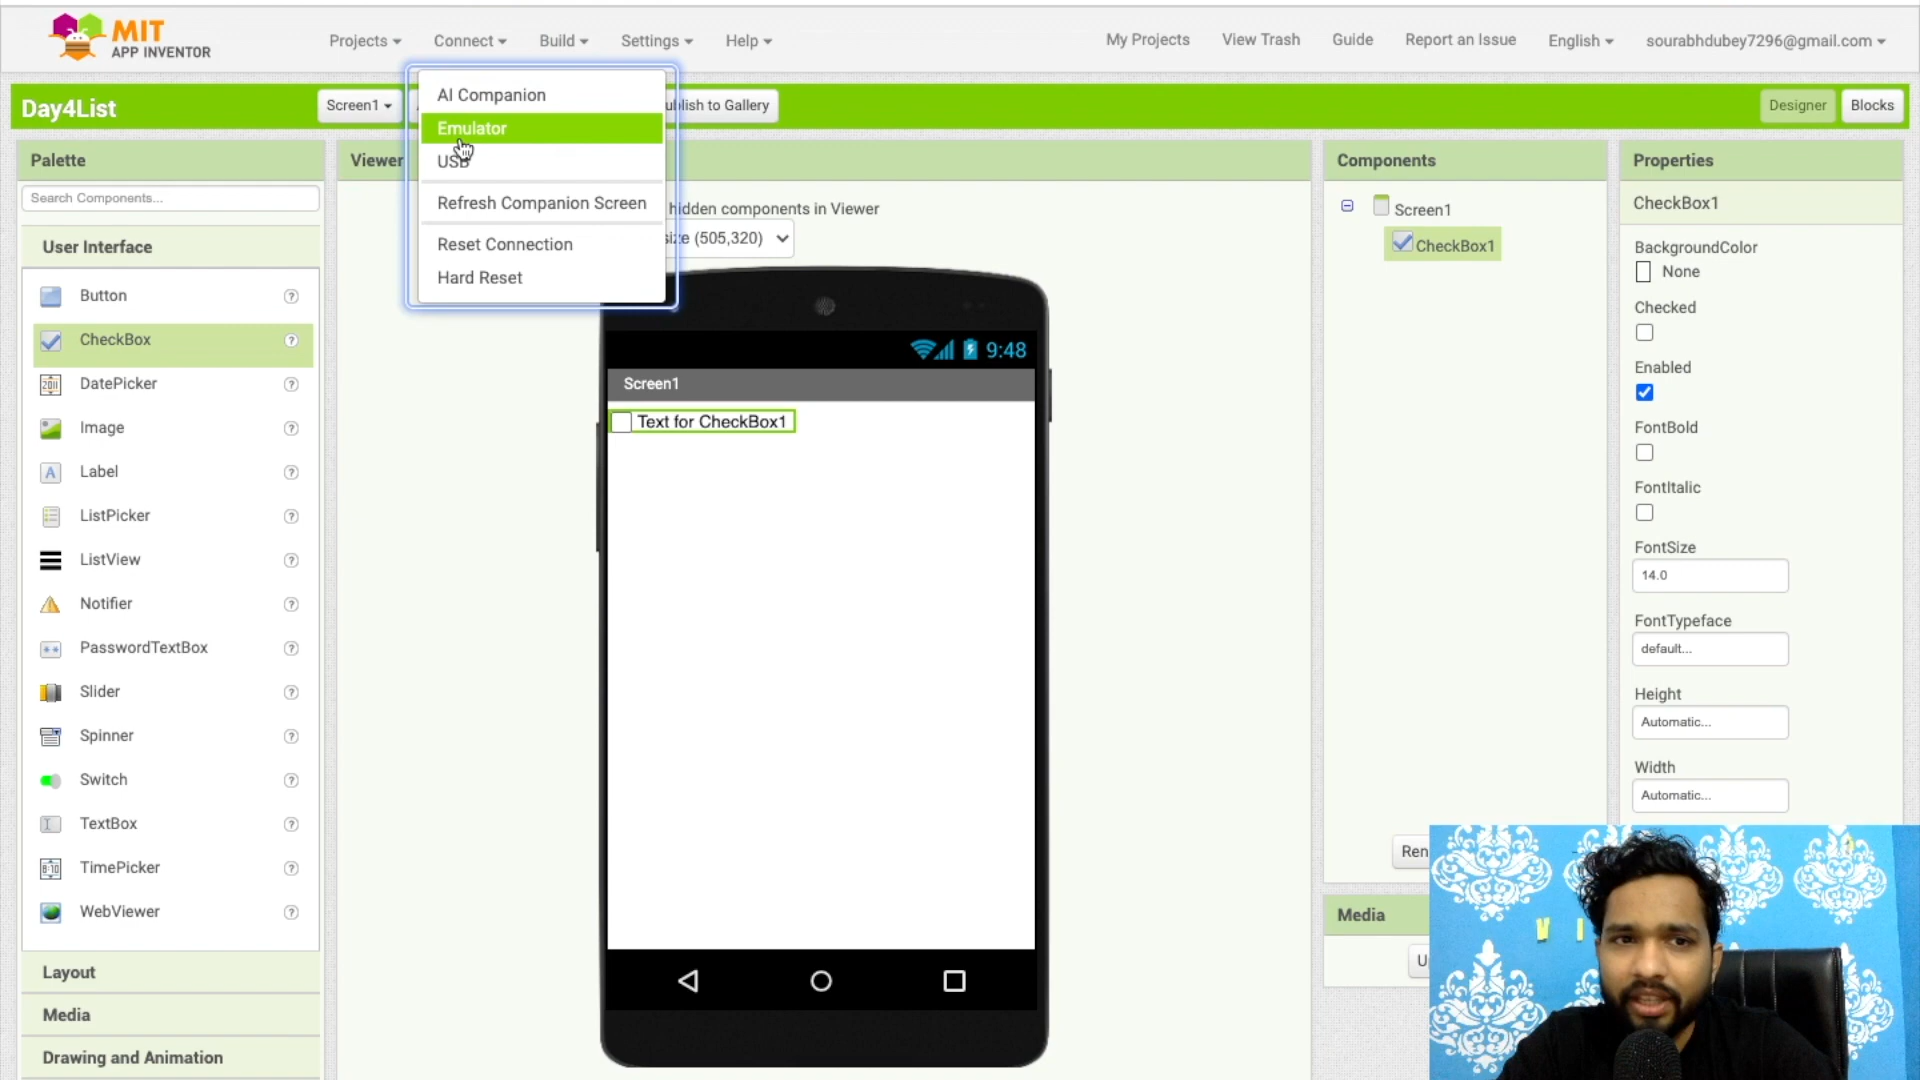 MIT
APP INVENTOR
Projects
Connect
Build
Settings
Help
My Projects
View Trash
Guide
Report an Issue
English
sourabhdubey7296@gmail.com
Day4List
Screen1
ublish to Gallery
Designer
Blocks
AI Companion
Emulator
USB
Refresh Companion Screen
Reset Connection
Hard Reset
Palette
Search Components...
User Interface
Button
CheckBox
DatePicker
Image
Label
ListPicker
ListView
Notifier
PasswordTextBox
Slider
Spinner
Switch
TextBox
TimePicker
WebViewer
Layout
Media
Drawing and Animation
Viewer
hidden components in Viewer
size (505,320)
9:48
Screen1
Text for CheckBox1
Components
Screen1
CheckBox1
Ren
Media
U
Properties
CheckBox1
BackgroundColor
None
Checked
Enabled
FontBold
FontItalic
FontSize
14.0
FontTypeface
default...
Height
Automatic...
Width
Automatic...